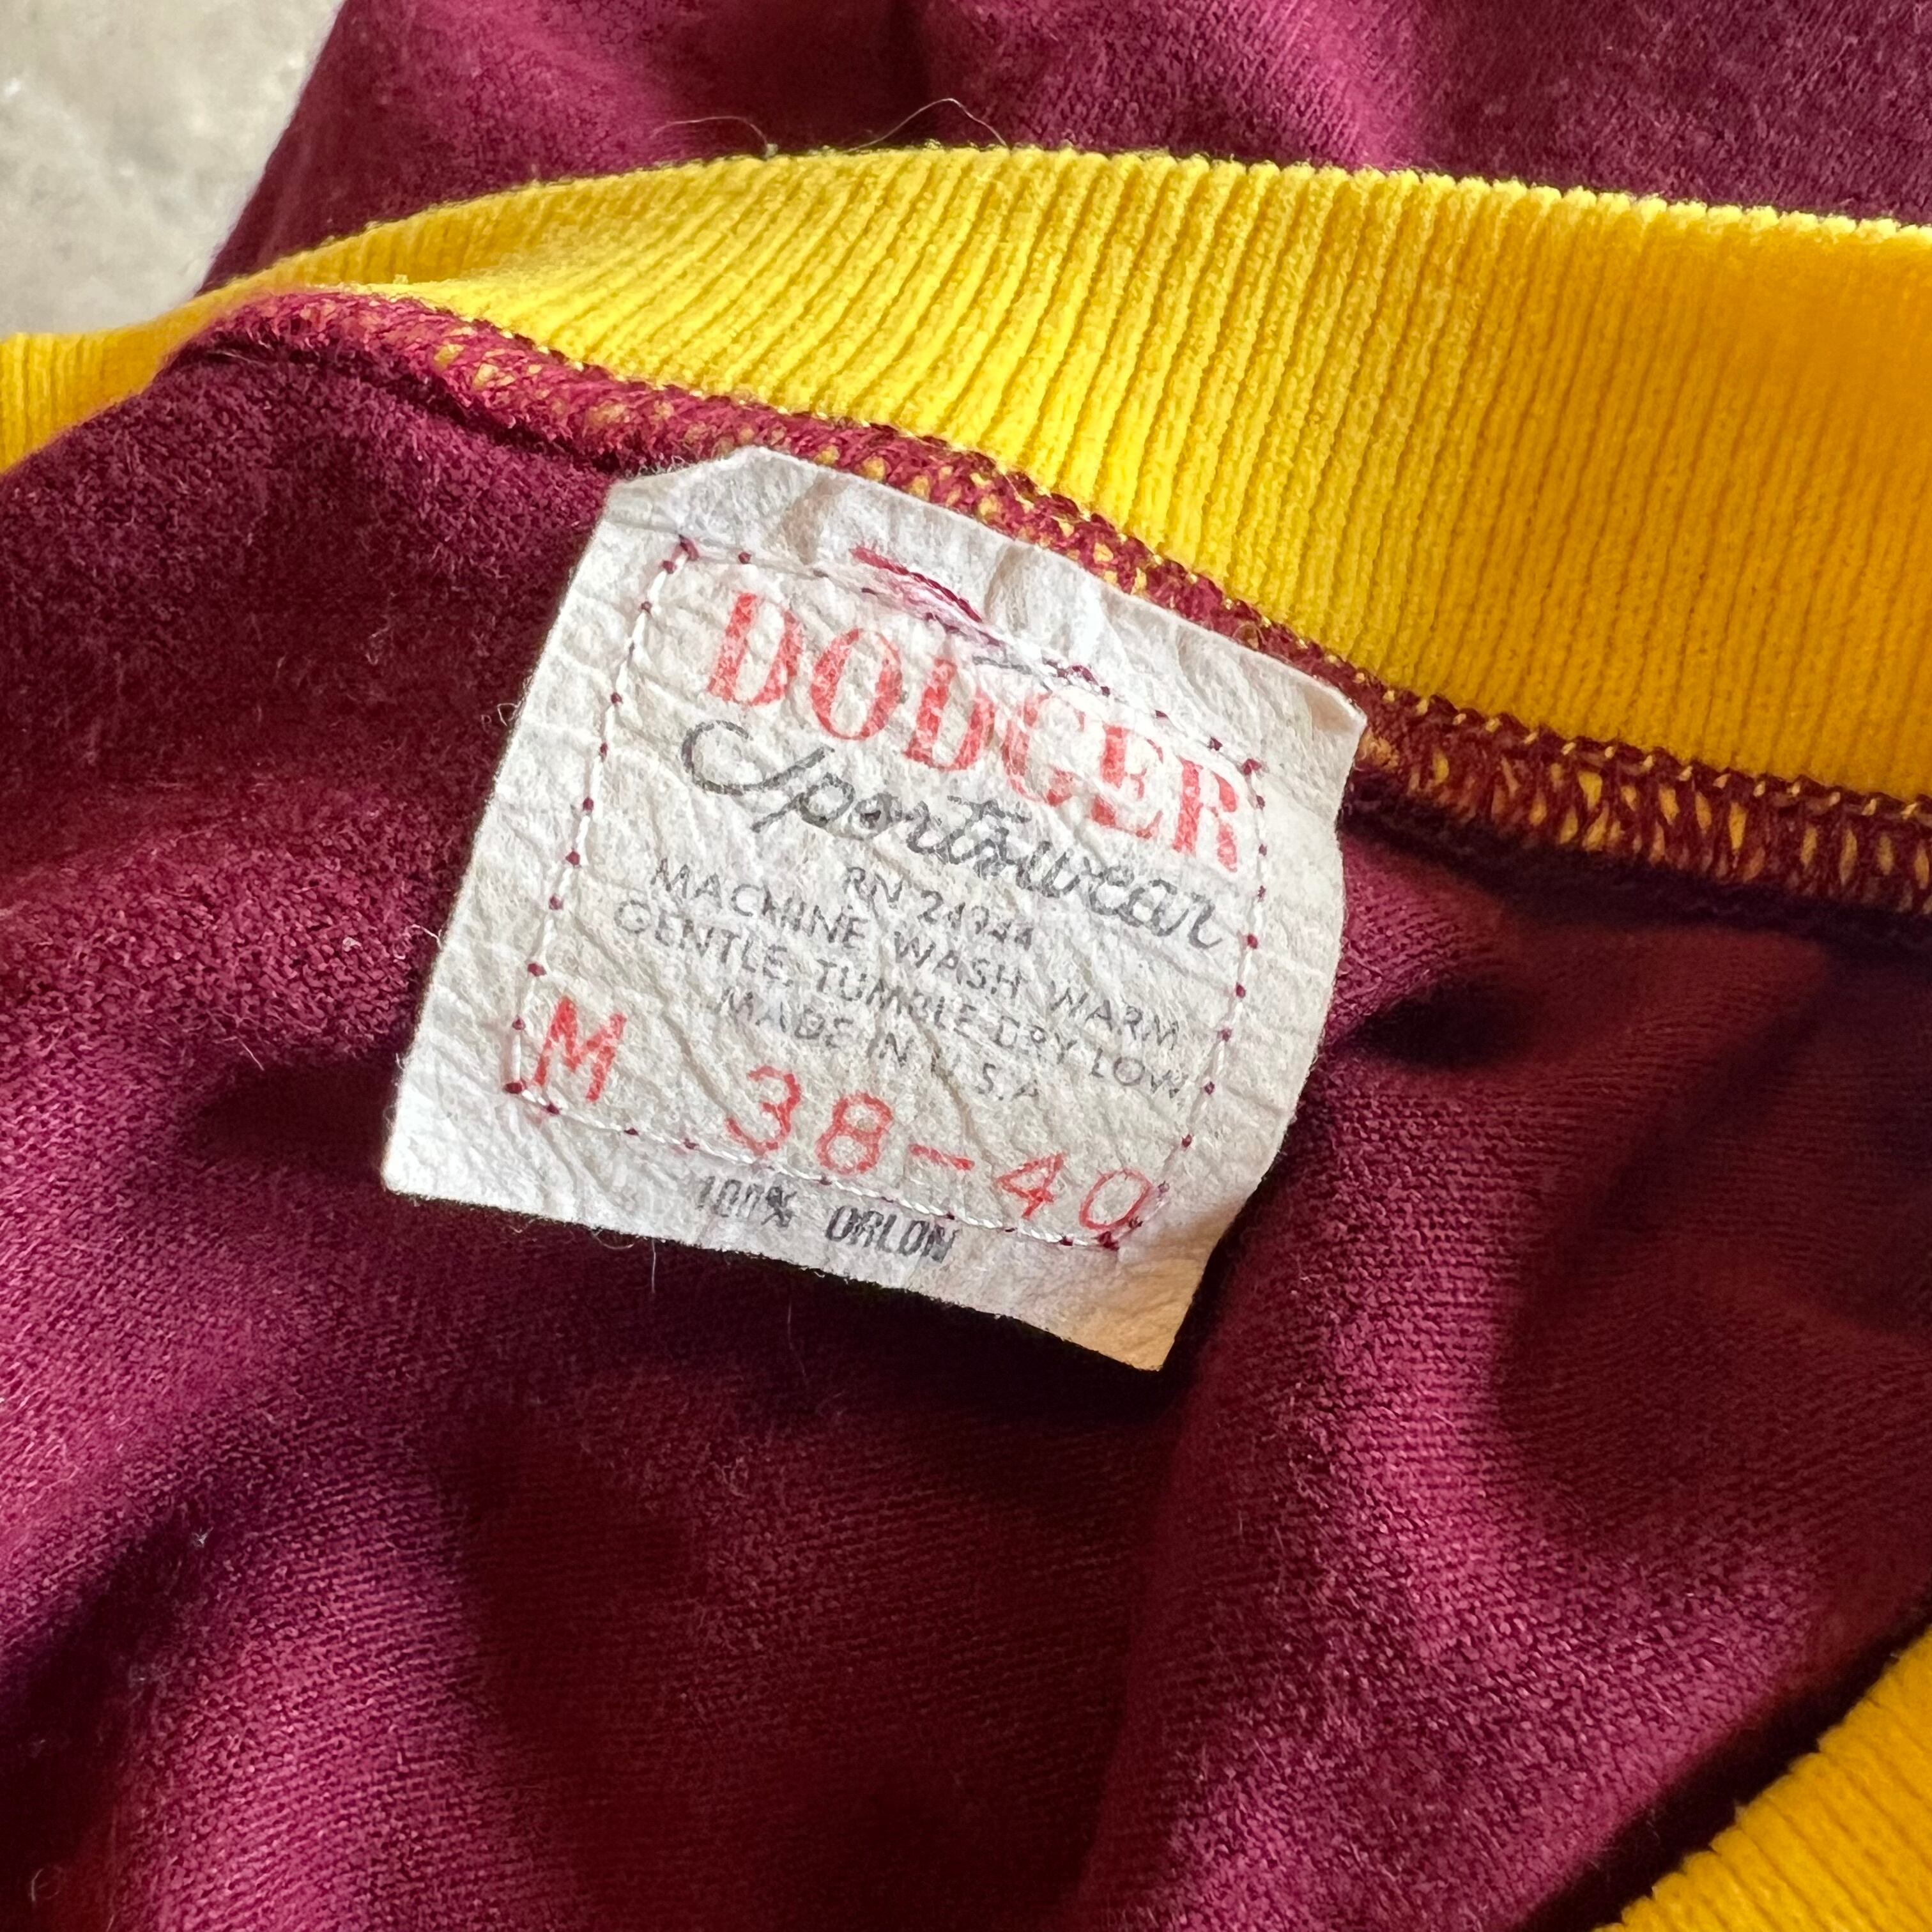 DODGER
Sportswear
RN 24944
MACHINE WASH WARM
GENTLE, TUMBLE DRY LOW
MADE IN U.S.A
M 38-40
100% ORLON